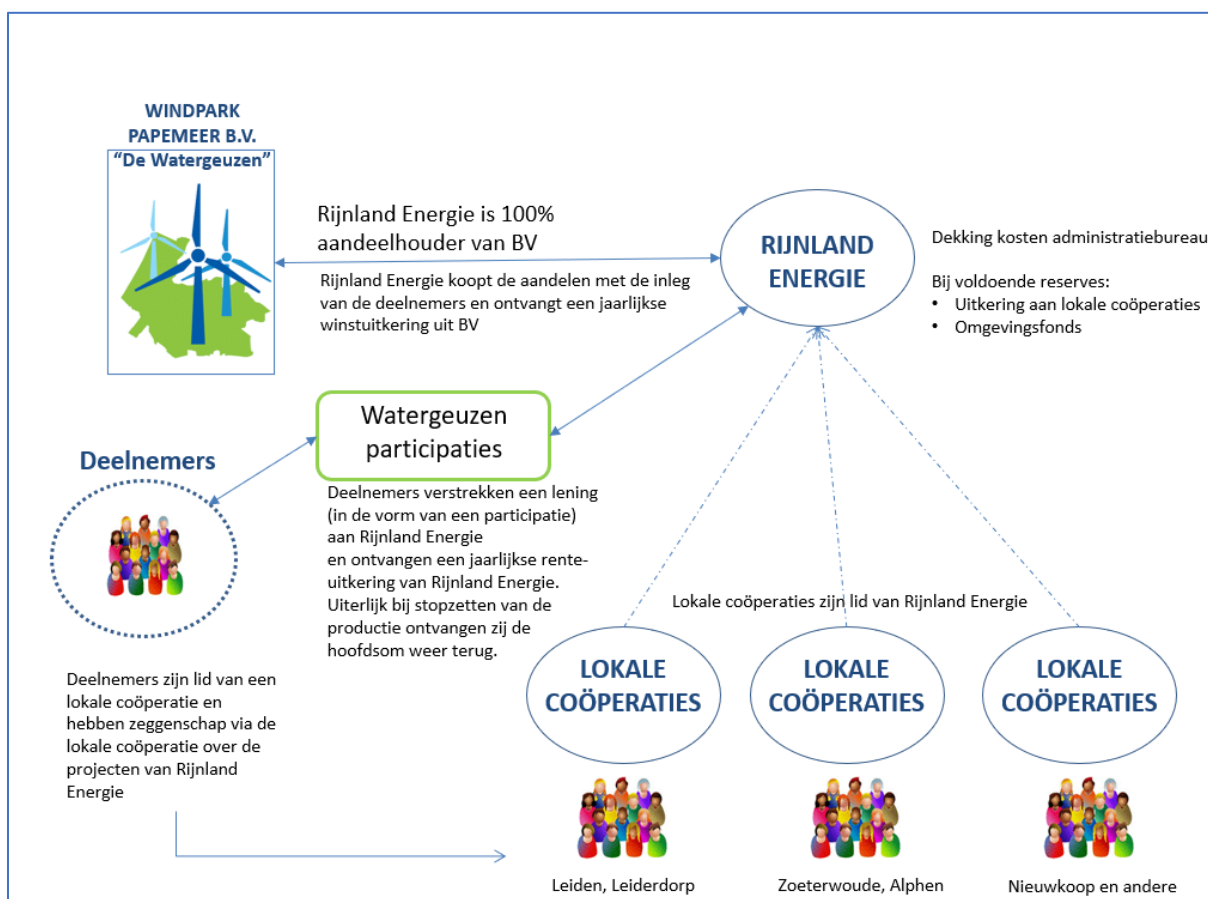 WINDPARK
PAPEMEER B.V.
“De Watergeuzen”
Rijnland Energie is 100%
aandeelhouder van BV
Rijnland Energie koopt de aandelen met de inleg
van de deelnemers en ontvangt een jaarlijkse
winstuitkering uit BV
RIJNLAND
ENERGIE
Dekking kosten administratiebureau
Bij voldoende reserves:
• Uitkering aan lokale coöperaties
• Omgevingsfonds
Watergeuzen
participaties
Deelnemers
Deelnemers verstrekken een lening
(in de vorm van een participatie)
aan Rijnland Energie
en ontvangen een jaarlijkse rente-
uitkering van Rijnland Energie.
Uiterlijk bij stopzetten van de
productie ontvangen zij de
hoofdsom weer terug.
Deelnemers zijn lid van een
lokale coöperatie en
hebben zeggenschap via de
lokale coöperatie over de
projecten van Rijnland
Energie
Lokale coöperaties zijn lid van Rijnland Energie
LOKALE
COÖPERATIES
LOKALE
COÖPERATIES
LOKALE
COÖPERATIES
Leiden, Leiderdorp
Zoeterwoude, Alphen
Nieuwkoop en andere